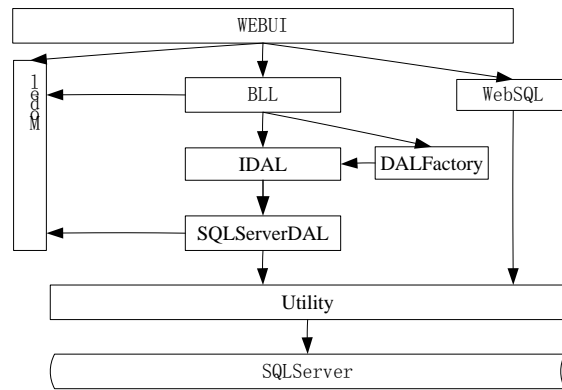 WEBUI
Model
BLL
WebSQL
IDAL
DALFactory
SQLServerDAL
Utility
SQLServer